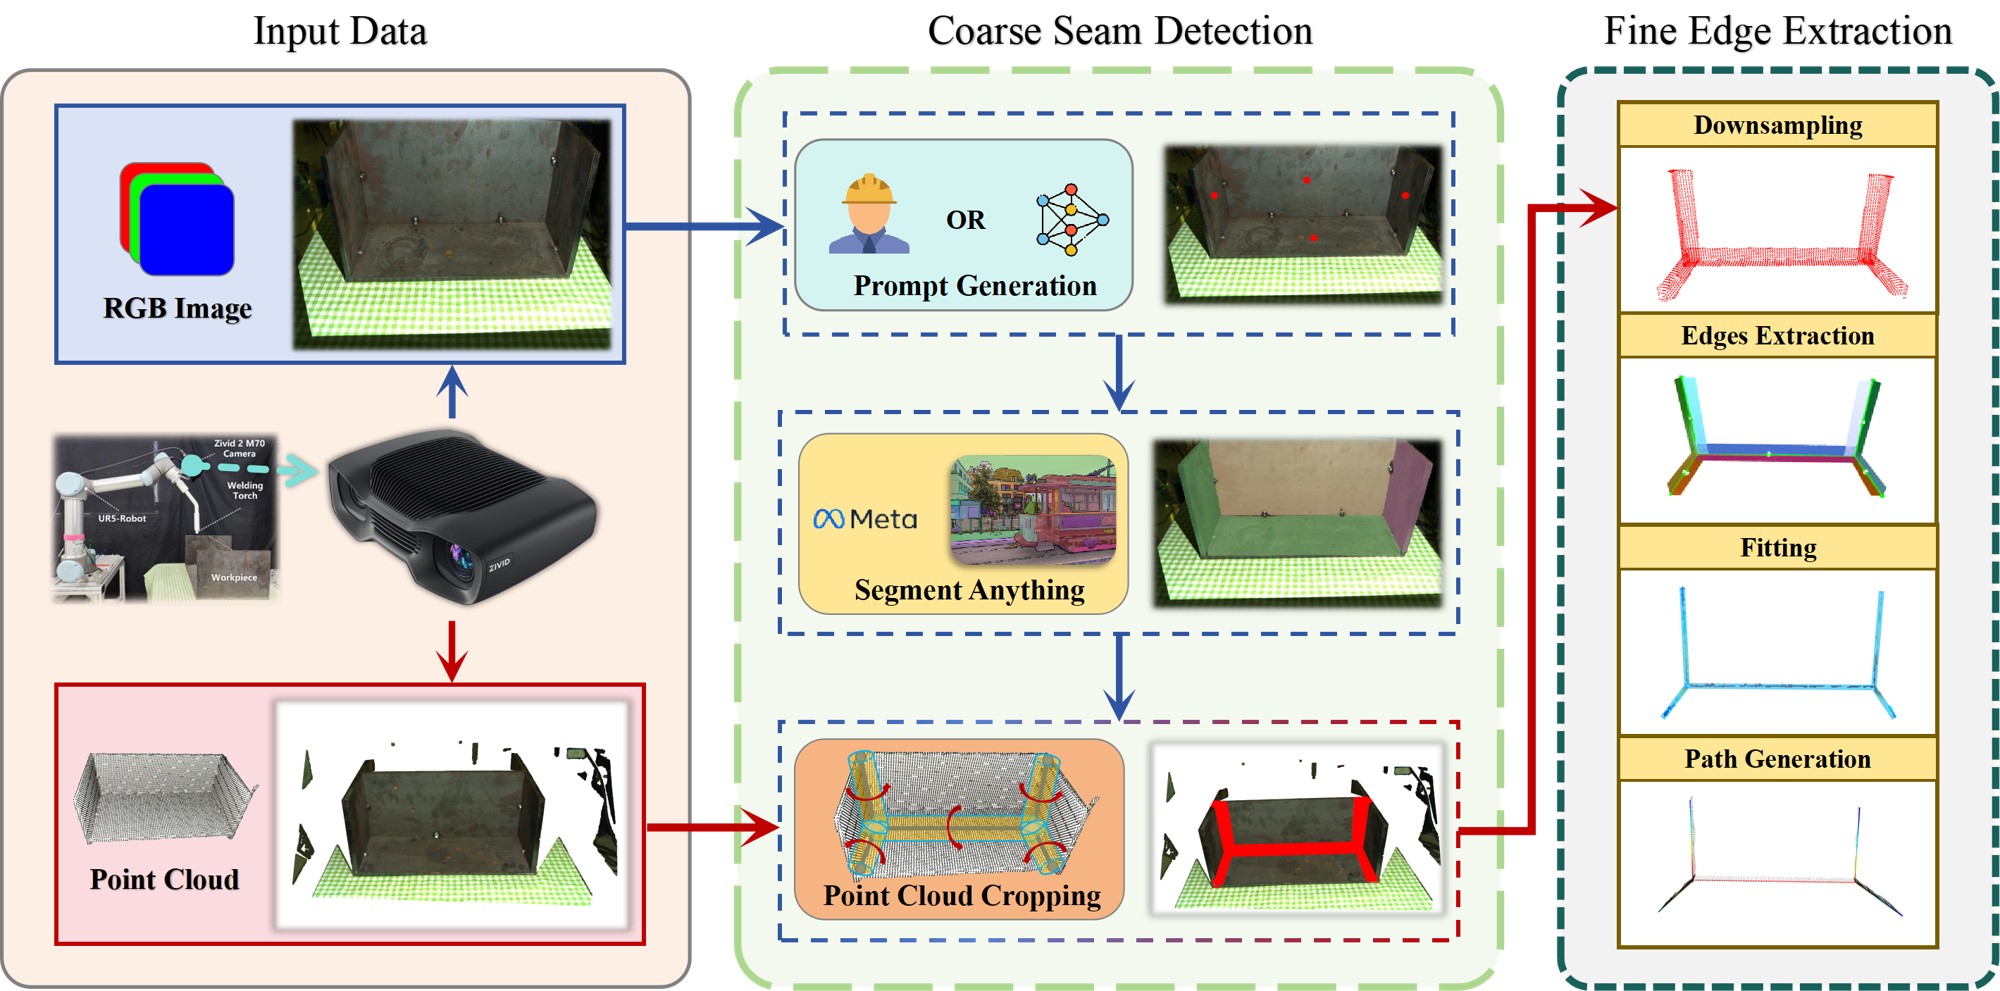 Input Data
RGB Image
Zivid 2 M70
Camera
Welding
Torch
UR5-Robot
Workpiece
ZIVID
Point Cloud
Coarse Seam Detection
OR
Prompt Generation
Meta
Segment Anything
Point Cloud Cropping
Fine Edge Extraction
Downsampling
Edges Extraction
Fitting
Path Generation